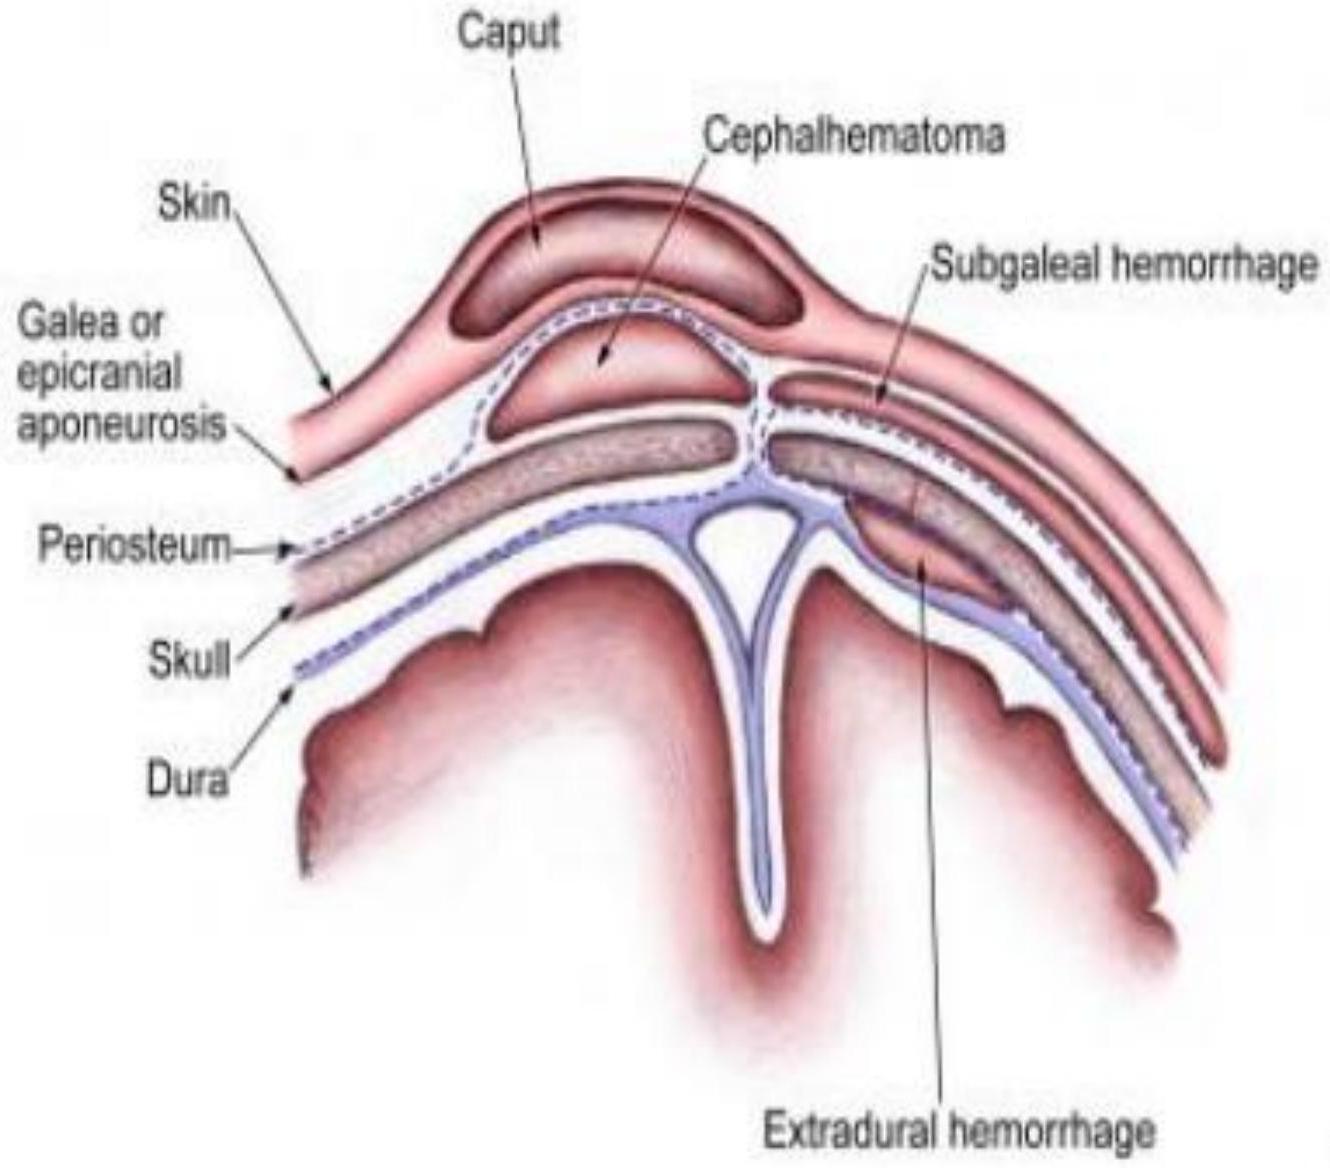 Caput
Cephalhematoma
Skin
Subgaleal hemorrhage
Galea or
epicranial
aponeurosis
Periosteum
Skull
Dura
Extradural hemorrhage